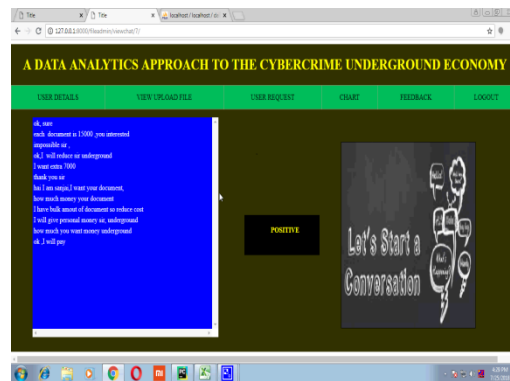 Title
Title
localhost / localhost /
127.0.0.1:8000/fileadmin/viewchat/7/
A DATA ANALYTICS APPROACH TO THE CYBERCRIME UNDERGROUND ECONOMY
USER DETAILS VIEW UPLOAD FILE USER REQUEST CHART FEEDBACK LOGOUT
ok, sure
each document is 15000 ,you interested
impossible sir ,
ok,I will reduce sir underground
I want extra 7000
thank you sir
hai I am sanjai,I want your document,
how much money your document
I have bulk amout of document so reduce cost
I will give personal money sir, underground
how much you want money underground
ok ,I will pay
POSITIVE
Let's Start a
Conversation